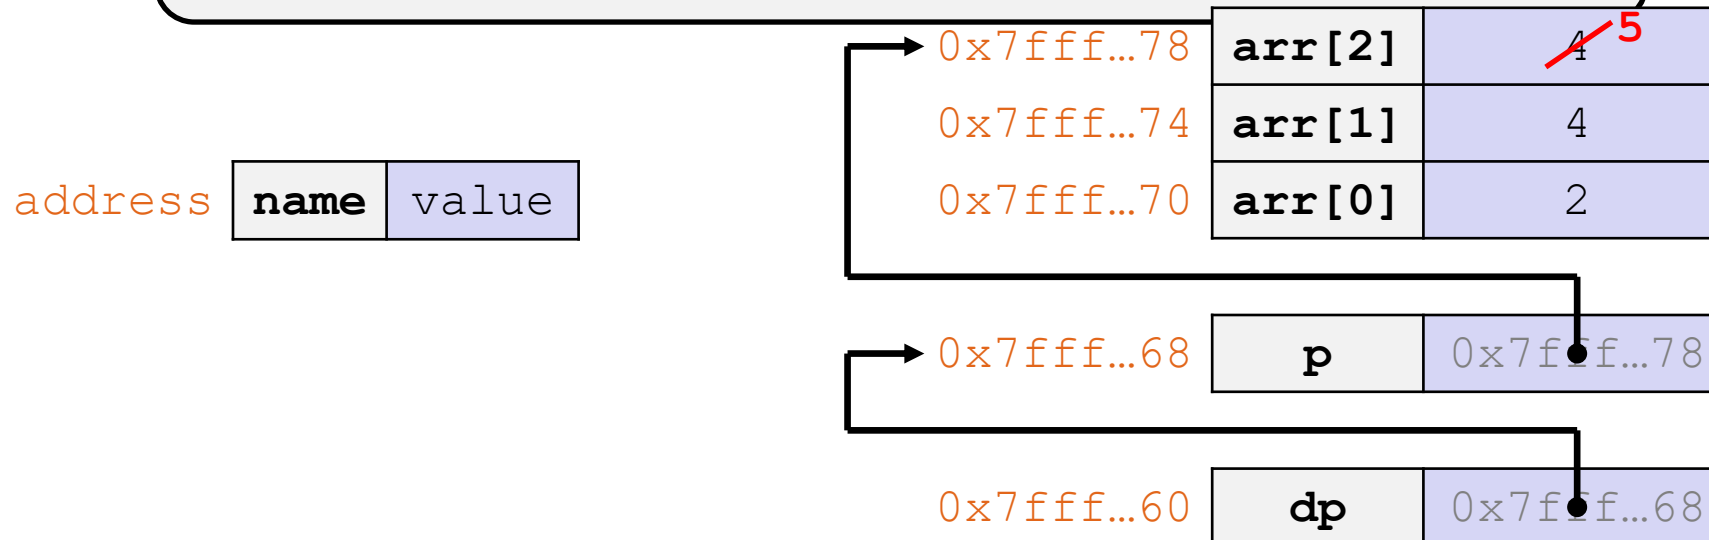 0x7fff…78 arr[2] 4 5
0x7fff…74 arr[1] 4
address name value 0x7fff…70 arr[0] 2
0x7fff…68 p 0x7fff…78
0x7fff…60 dp 0x7fff…68